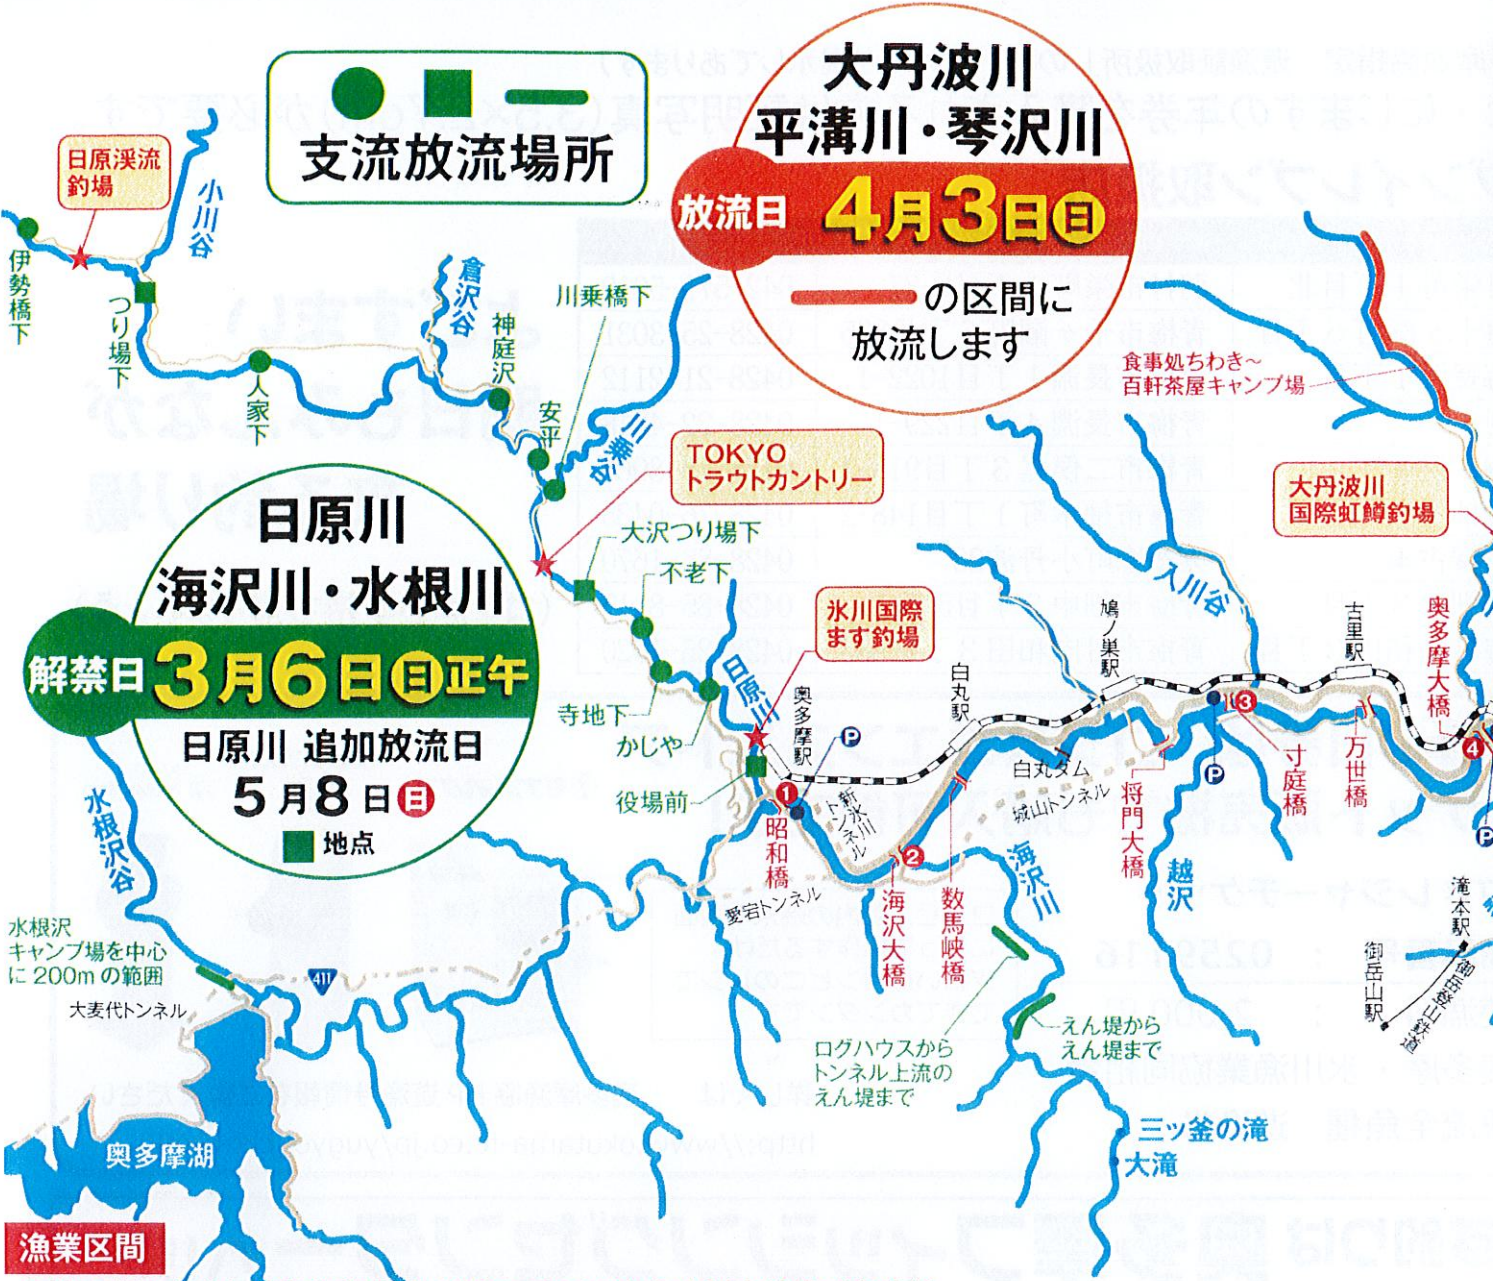 支流放流場所
大丹波川
平溝川・琴沢川
放流日 4月3日日
の区間に
放流します
日原渓流
釣場
小川谷
伊勢橋下
つり場下
人家下
倉沢谷
神庭沢
安平
川乗橋下
川乗谷
TOKYO
トラウトカントリー
大沢つり場下
不老下
寺地下
かじや
役場前
日原川
氷川国際
ます釣場
食事処ちわき~
百軒茶屋キャンプ場
大丹波川
国際虹鱒釣場
日原川
海沢川・水根川
解禁日 3月6日日正午
日原川 追加放流日
5月8日日
地点
水根沢谷
水根沢
キャンプ場を中心
に200mの範囲
大麦代トンネル
411
奥多摩湖
漁業区間
奥多摩駅
P
1
昭和橋
新氷川
トンネル
愛宕トンネル
2
海沢大橋
数馬峡橋
白丸駅
白丸ダム
城山トンネル
鳩ノ巣駅
将門大橋
入川谷
3
P
寸庭橋
古里駅
万世橋
奥多摩大橋
4
P
越沢
海沢川
ログハウスから
トンネル上流の
えん堤まで
えん堤から
えん堤まで
三ツ釜の滝
大滝
滝本駅
御岳山駅
御岳登山鉄道